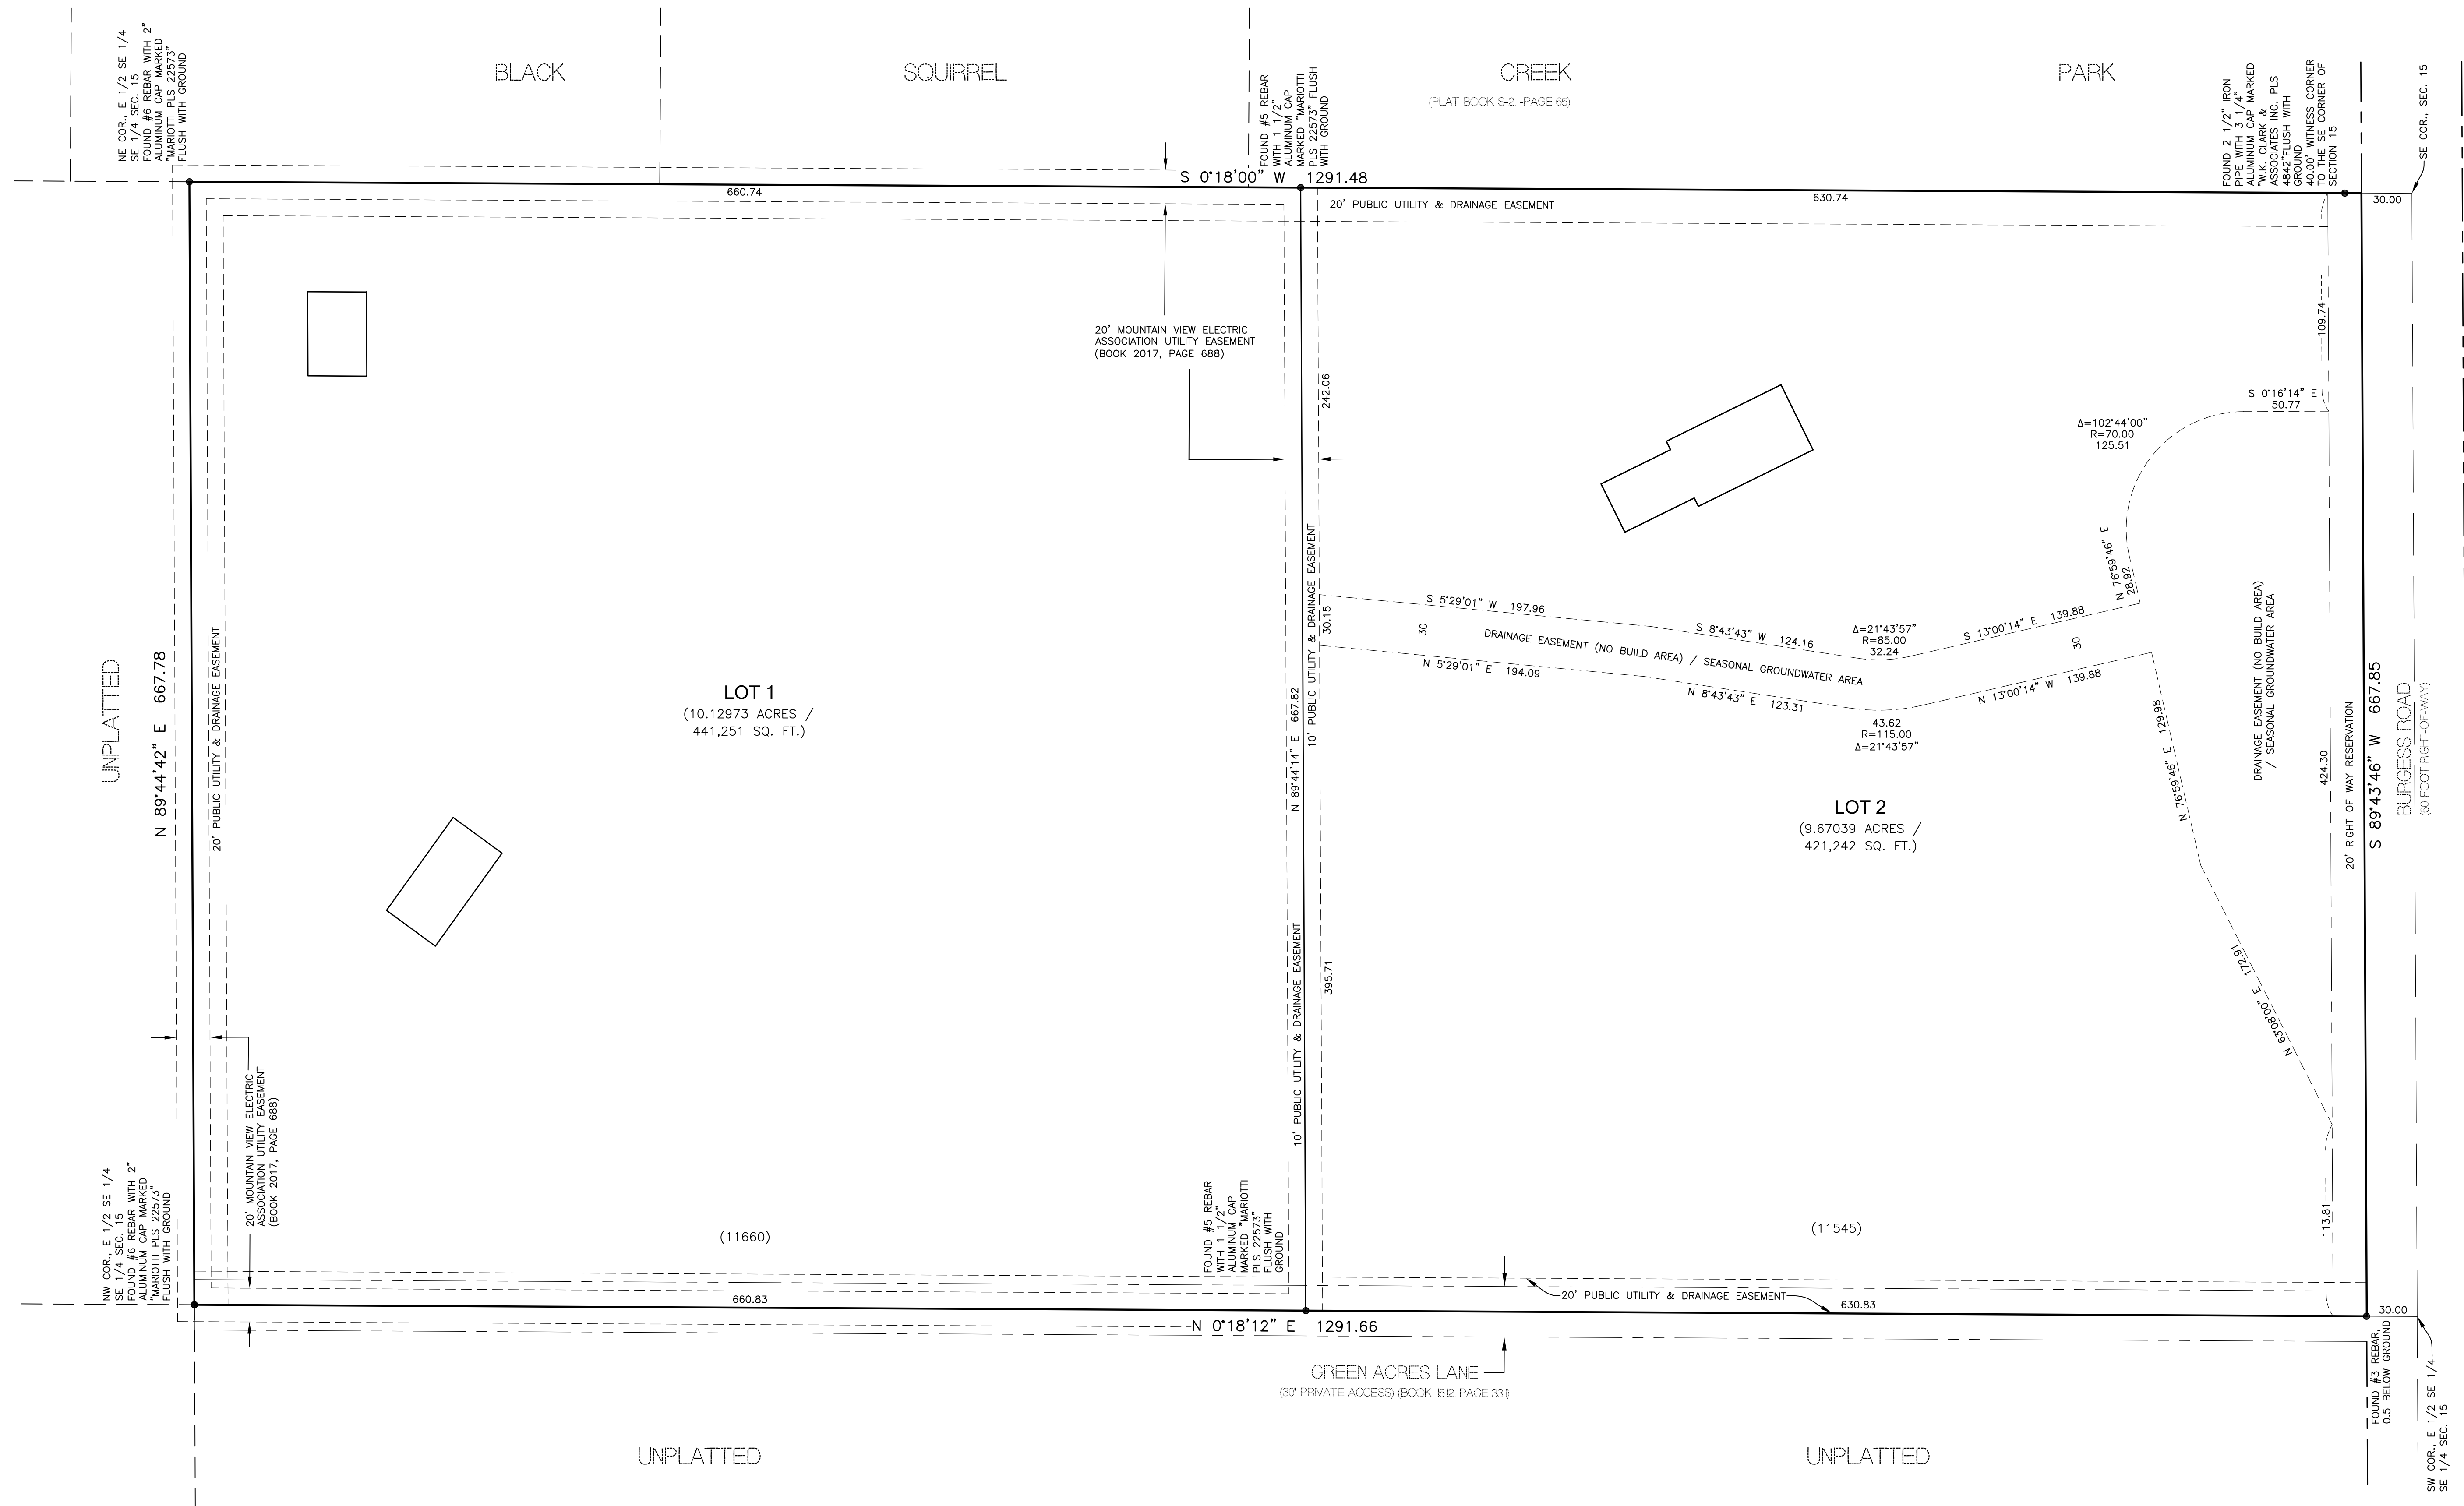 BLACK SQUIRREL CREEK PARK
(PLAT BOOK S-2, -PAGE 65)
NE COR., E 1/2 SE 1/4
SE 1/4 SEC. 15
FOUND #6 REBAR WITH 2"
ALUMINUM CAP MARKED
"MARIOTTI PLS 22573"
FLUSH WITH GROUND
FOUND #5 REBAR
WITH 1 1/2"
ALUMINUM CAP
MARKED "MARIOTTI
PLS 22573" FLUSH
WITH GROUND
FOUND 2 1/2" IRON
PIPE WITH 3 1/4"
ALUMINUM CAP MARKED
"W.K. CLARK &
ASSOCIATES INC. PLS
4842"FLUSH WITH
GROUND
40.00' WITNESS CORNER
TO THE SE CORNER OF
SECTION 15
SE COR., SEC. 15
S 0°18'00" W 1291.48
660.74
630.74
30.00
20' PUBLIC UTILITY & DRAINAGE EASEMENT
20' MOUNTAIN VIEW ELECTRIC
ASSOCIATION UTILITY EASEMENT
(BOOK 2017, PAGE 688)
UNPLATTED
N 89°44'42" E 667.78
20' PUBLIC UTILITY & DRAINAGE EASEMENT
LOT 1
(10.12973 ACRES /
441,251 SQ. FT.)
242.06
30.15
395.71
N 89°44'14" E 667.82
10' PUBLIC UTILITY & DRAINAGE EASEMENT
10' PUBLIC UTILITY & DRAINAGE EASEMENT
109.74
S 0°16'14" E
50.77
Δ=102°44'00"
R=70.00
125.51
N 76°59'46" E
28.92
S 5°29'01" W 197.96
S 8°43'43" W 124.16
Δ=21°43'57"
R=85.00
32.24
S 13°00'14" E 139.88
30
DRAINAGE EASEMENT (NO BUILD AREA) / SEASONAL GROUNDWATER AREA
30
N 5°29'01" E 194.09
N 8°43'43" E 123.31
43.62
R=115.00
Δ=21°43'57"
N 13°00'14" W 139.88
N 76°59'46" E 129.98
N 63°08'00" E 172.91
DRAINAGE EASEMENT (NO BUILD AREA)
/ SEASONAL GROUNDWATER AREA
424.30
113.81
20' RIGHT OF WAY RESERVATION
S 89°43'46" W 667.85
BURGESS ROAD
(60 FOOT RIGHT-OF-WAY)
LOT 2
(9.67039 ACRES /
421,242 SQ. FT.)
NW COR., E 1/2 SE 1/4
SE 1/4 SEC. 15
FOUND #6 REBAR WITH 2"
ALUMINUM CAP MARKED
"MARIOTTI PLS 22573"
FLUSH WITH GROUND
20' MOUNTAIN VIEW ELECTRIC
ASSOCIATION UTILITY EASEMENT
(BOOK 2017, PAGE 688)
(11660)
FOUND #5 REBAR
WITH 1 1/2"
ALUMINUM CAP
MARKED "MARIOTTI
PLS 22573"
FLUSH WITH
GROUND
(11545)
660.83
20' PUBLIC UTILITY & DRAINAGE EASEMENT
630.83
30.00
N 0°18'12" E 1291.66
GREEN ACRES LANE
(30' PRIVATE ACCESS) (BOOK 1512, PAGE 331)
FOUND #3 REBAR,
0.5 BELOW GROUND
SW COR., E 1/2 SE 1/4
SE 1/4 SEC. 15
UNPLATTED
UNPLATTED